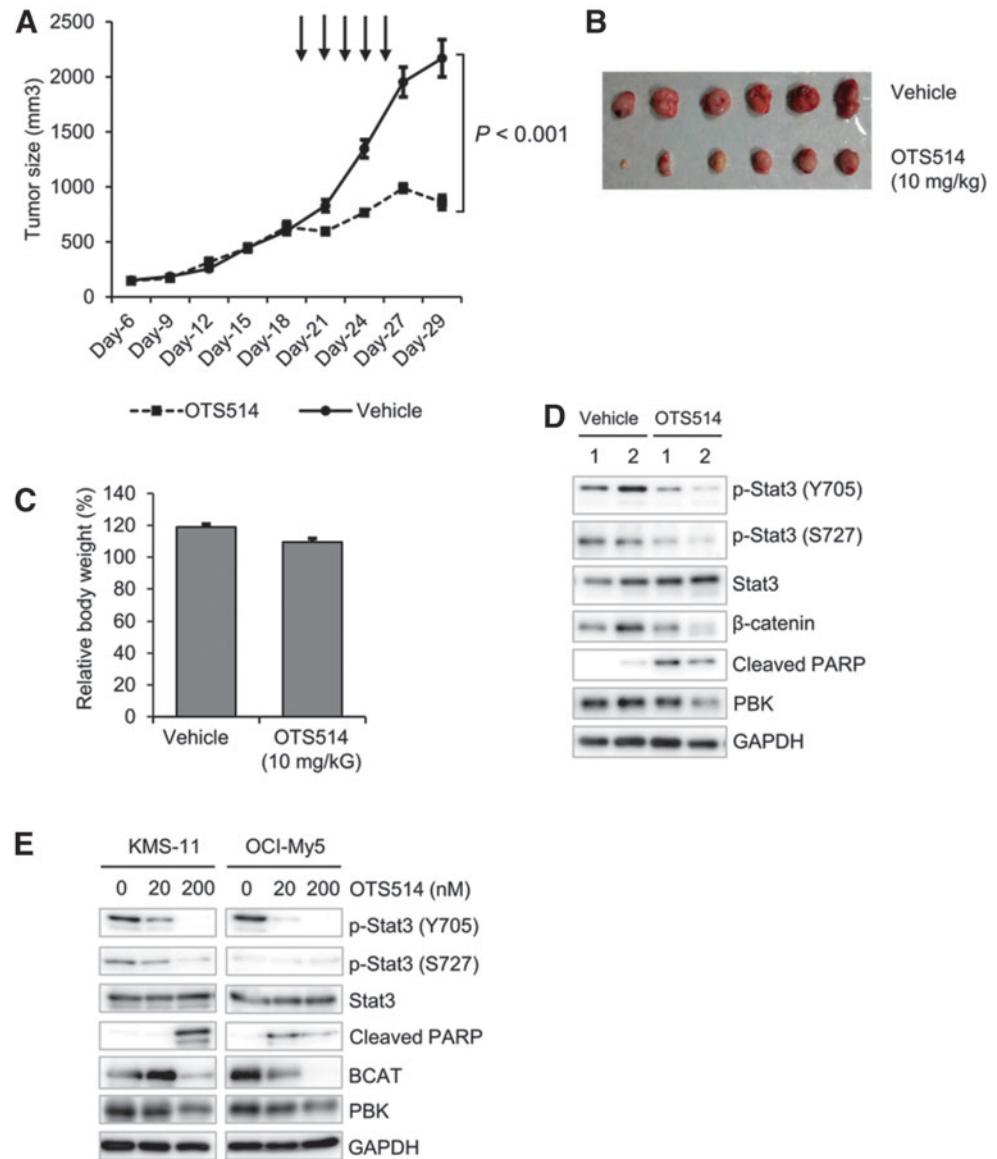 A
2500
2000
1500
1000
500
0
Tumor size (mm3)
P < 0.001
Day-6
Day-9
Day-12
Day-15
Day-18
Day-21
Day-24
Day-27
Day-29
OTS514
Vehicle
B
Vehicle
OTS514
(10 mg/kg)
C
140
120
100
80
60
40
20
0
Relative body weight (%)
Vehicle
OTS514
(10 mg/kG)
D
Vehicle OTS514
1 2 1 2
p-Stat3 (Y705)
p-Stat3 (S727)
Stat3
β-catenin
Cleaved PARP
PBK
GAPDH
E
KMS-11 OCI-My5
0 20 200 0 20 200 OTS514 (nM)
p-Stat3 (Y705)
p-Stat3 (S727)
Stat3
Cleaved PARP
BCAT
PBK
GAPDH